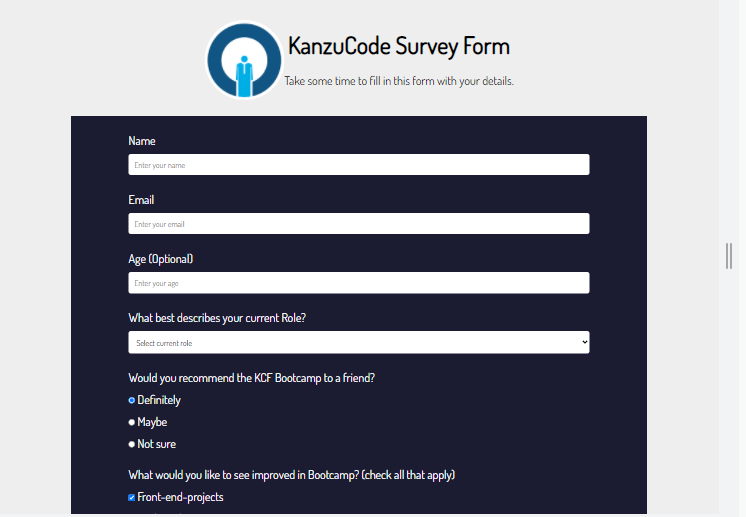 KanzuCode Survey Form
Take some time to fill in this form with your details.
Name
Enter your name
Email
Enter your email
Age (Optional)
Enter your age
What best describes your current Role?
Select current role
Would you recommend the KCF Bootcamp to a friend?
Definitely
Maybe
Not sure
What would you like to see improved in Bootcamp? (check all that apply)
Front-end-projects